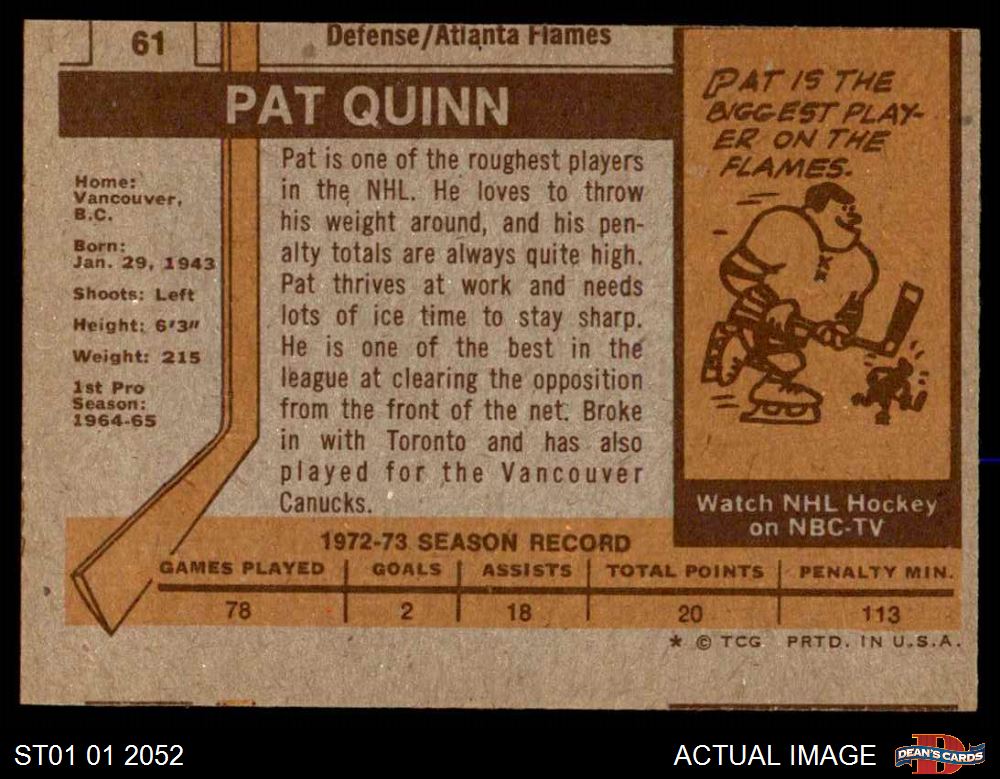 61
Defense/Atlanta Flames
PAT QUINN
Home:
Vancouver,
B.C.
Born:
Jan. 29, 1943
Shoots: Left
Height: 6'3"
Weight: 215
1st Pro
Season:
1964-65
Pat is one of the roughest players
in the NHL. He loves to throw
his weight around, and his pen-
alty totals are always quite high.
Pat thrives at work and needs
lots of ice time to stay sharp.
He is one of the best in the
league at clearing the opposition
from the front of the net. Broke
in with Toronto and has also
played for the Vancouver
Canucks.
PAT IS THE
BIGGEST PLAY-
ER ON THE
FLAMES.
Watch NHL Hockey
on NBC-TV
1972-73 SEASON RECORD
GAMES PLAYED GOALS ASSISTS TOTAL POINTS PENALTY MIN.
78 2 18 20 113
* © TCG PRTD. IN U.S.A.
ST01 01 2052
ACTUAL IMAGE
DEAN'S CARDS